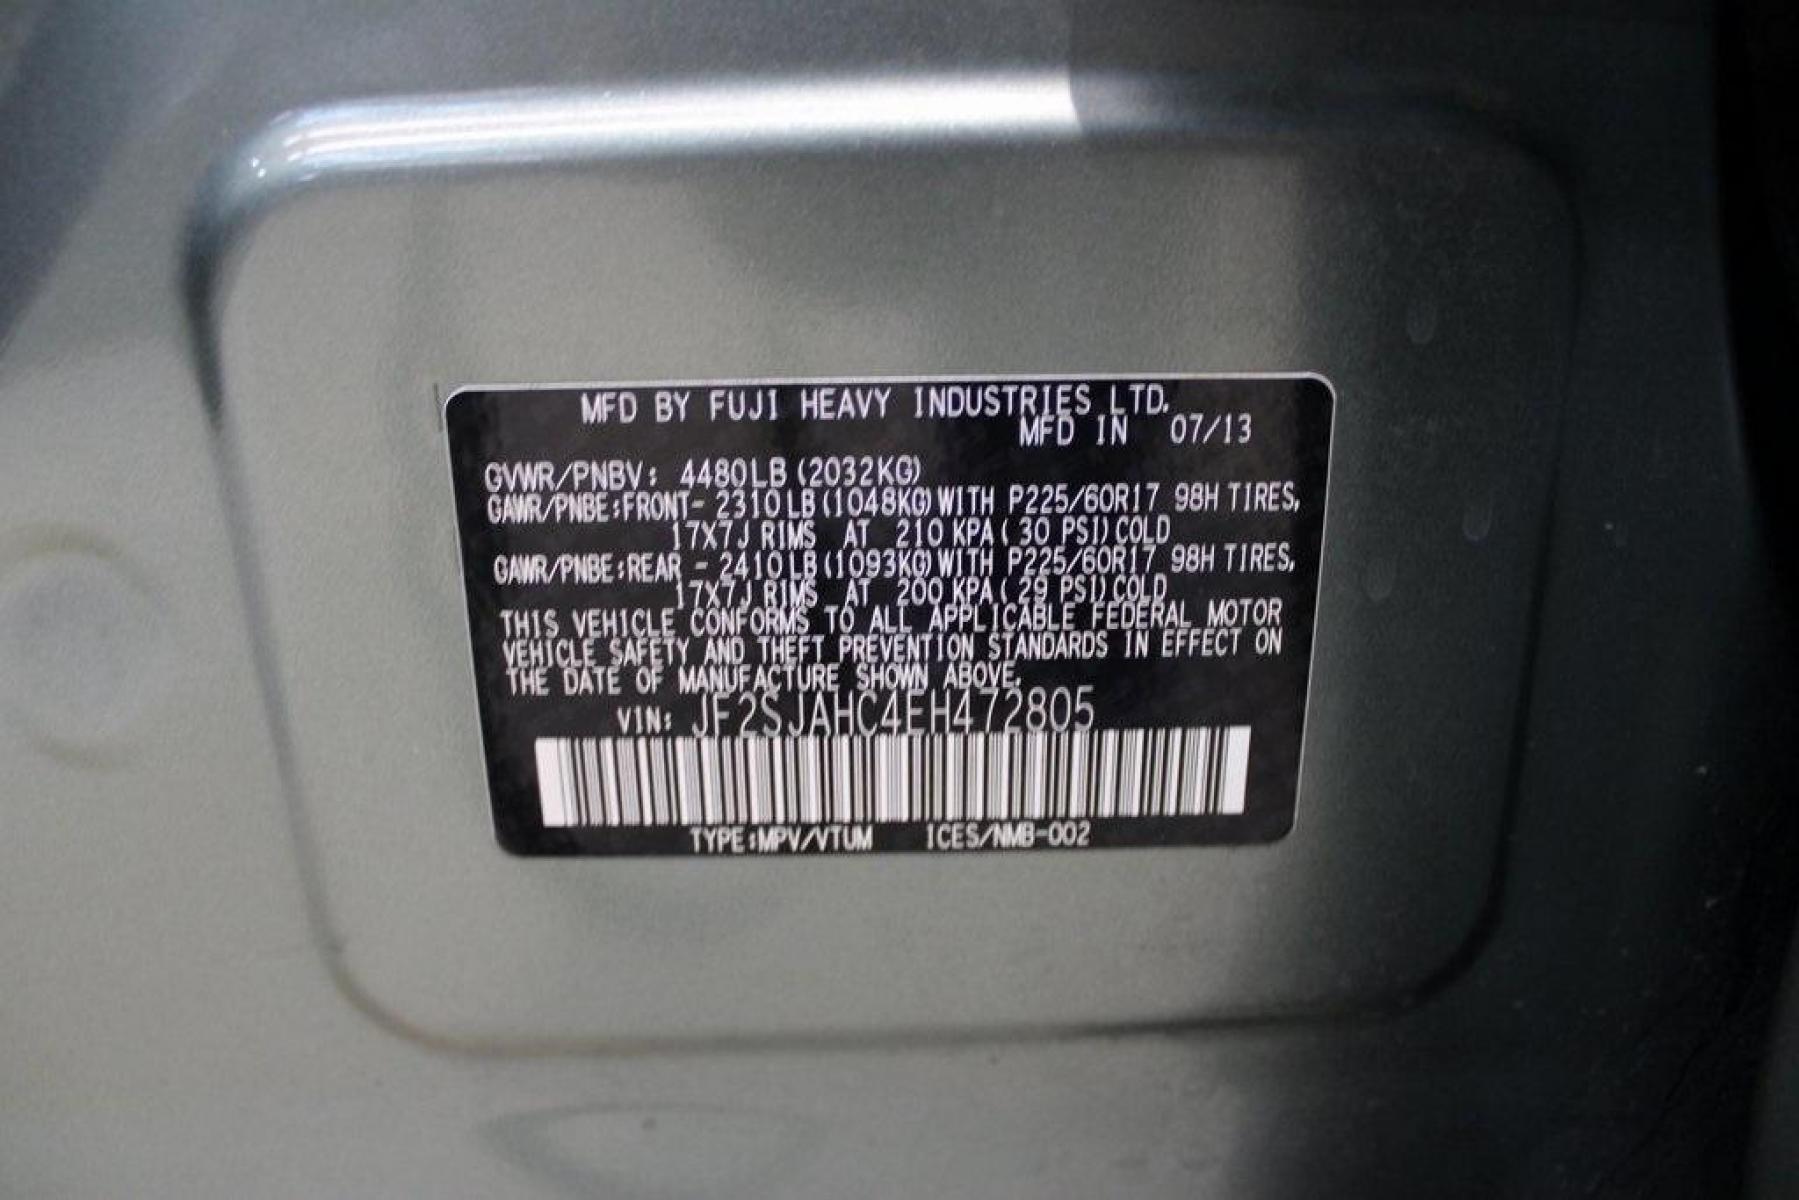 MFD BY FUJI HEAVY INDUSTRIES LTD.
MFD IN 07/13
GVWR/PNBV: 4480LB (2032KG)
GAWR/PNBE:FRONT- 2310LB(1048KG)WITH P225/60R17 98H TIRES,
17X7J RIMS AT 210 KPA( 30 PSI)COLD
GAWR/PNBE:REAR - 2410LB(1093KG)WITH P225/60R17 98H TIRES,
17X7J RIMS AT 200 KPA( 29 PSI)COLD
THIS VEHICLE CONFORMS TO ALL APPLICABLE FEDERAL MOTOR
VEHICLE SAFETY AND THEFT PREVENTION STANDARDS IN EFFECT ON
THE DATE OF MANUFACTURE SHOWN ABOVE.
VIN: JF2SJAHC4EH472805
TYPE:MPV/VTUM ICES/NMB-002